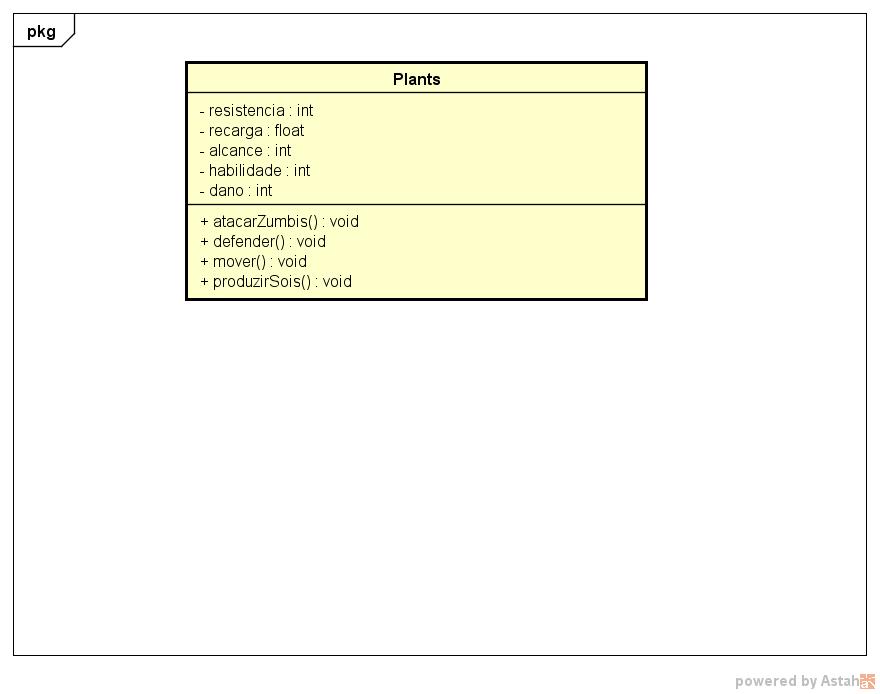 pkg
Plants
- resistencia : int
- recarga : float
- alcance : int
- habilidade : int
- dano : int
+ atacarZumbis() : void
+ defender() : void
+ mover() : void
+ produzirSois() : void
powered by Astah